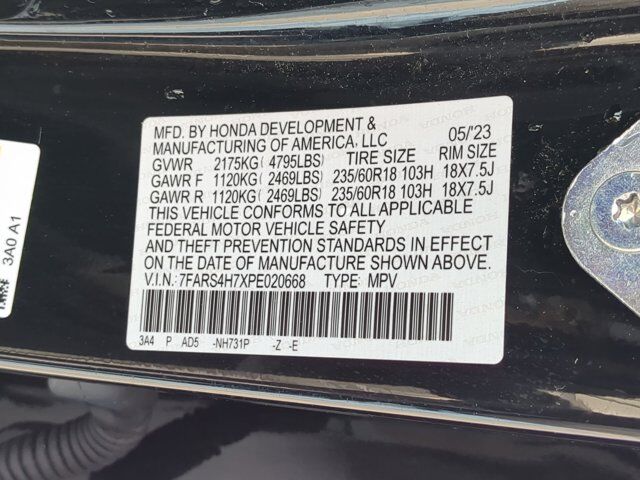 MFD. BY HONDA DEVELOPMENT &
MANUFACTURING OF AMERICA, LLC 05/'23
GVWR 2175KG( 4795LBS) TIRE SIZE RIM SIZE
GAWR F 1120KG( 2469LBS) 235/60R18 103H 18X7.5J
GAWR R 1120KG( 2469LBS) 235/60R18 103H 18X7.5J
THIS VEHICLE CONFORMS TO ALL APPLICABLE
FEDERAL MOTOR VEHICLE SAFETY
AND THEFT PREVENTION STANDARDS IN EFFECT
ON THE DATE OF MANUFACTURE SHOWN ABOVE.
V.I.N.:7FARS4H7XPE020668 TYPE: MPV
3A4 P AD5 -NH731P -Z -E
3A0 A1